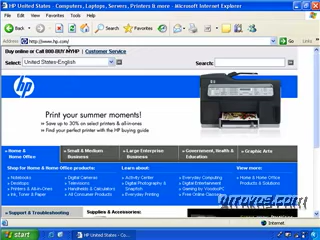 HP United States - Computers, Laptops, Servers, Printers & more - Microsoft Internet Explorer
File Edit View Favorites Tools Help
Back Search Favorites
Address http://www.hp.com/ Go Links
Buy online or Call 800-BUY-MYHP | Customer Service
Select: United States-English Search:
hp
Print your summer moments!
» Save up to 30% on select printers & all-in-ones
» Find your perfect printer with the HP buying guide
» Home & Home Office
» Small & Medium Business
» Large Enterprise Business
» Government, Health & Education
» Graphic Arts
Shop for Home & Home Office products: Learn about: View more:
» Notebooks » Digital Cameras » Activity Center » Everyday Computing » Home & Home Office Products & Solutions
» Desktops » Televisions » Digital Photography & Snapfish » Digital Entertainment
» Printers & All-in-Ones » Handhelds & Calculators » Gaming by VoodooPC
» Ink, Toner & Paper » All Consumer Products » Everyday Printing » Free Online Classes
» Support & Troubleshooting Supplies & Accessories:
Internet
start HP United States - Co...